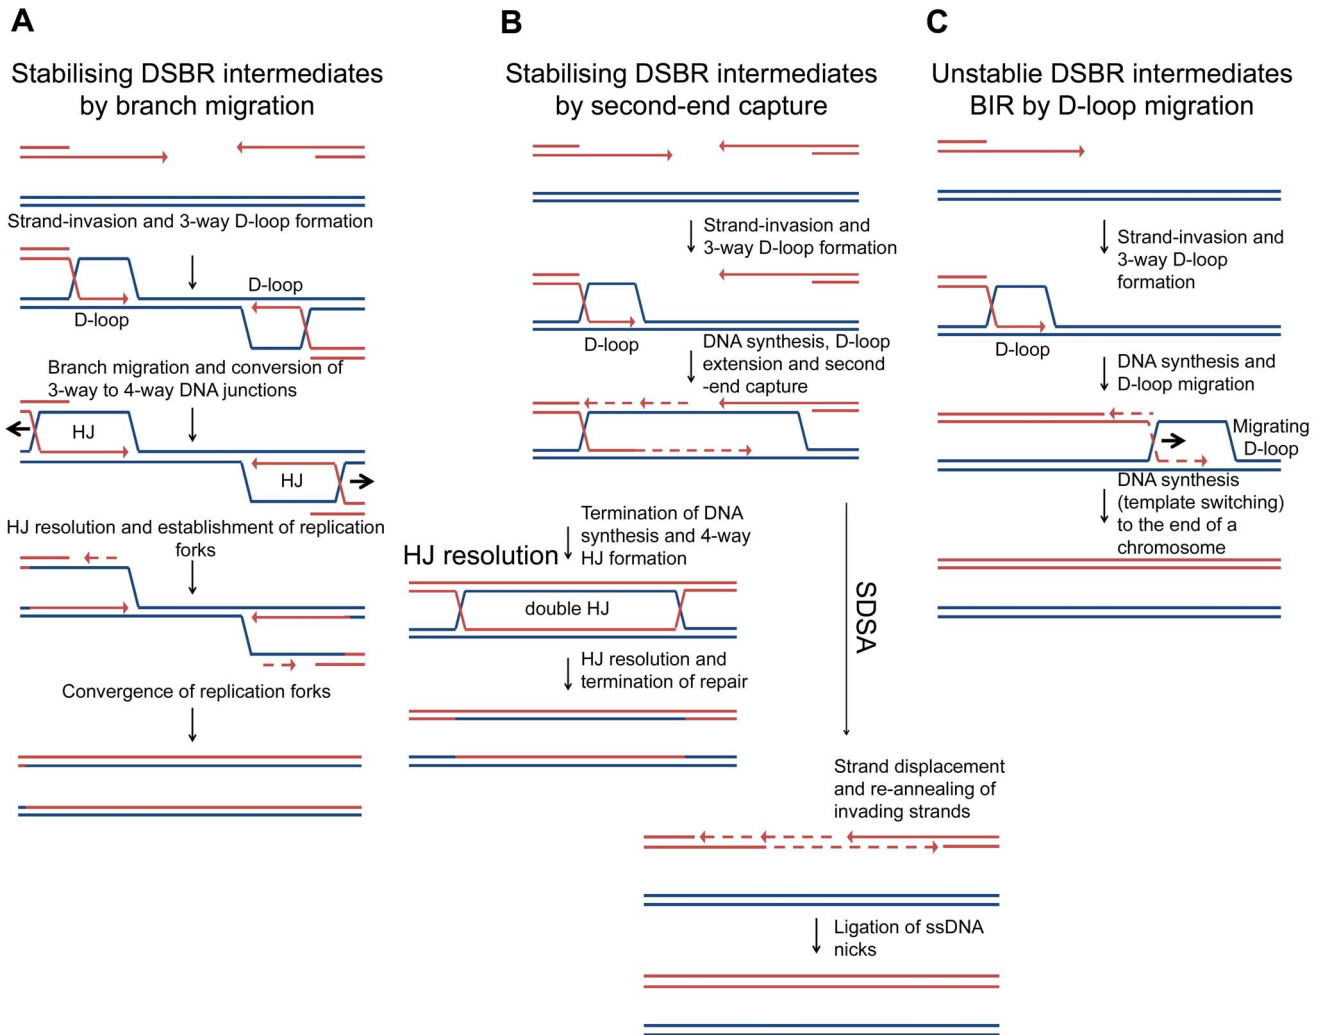 A
Stabilising DSBR intermediates
by branch migration
Strand-invasion and 3-way D-loop formation
D-loop
D-loop
Branch migration and conversion of
3-way to 4-way DNA junctions
HJ
HJ
HJ resolution and establishment of replication
forks
Convergence of replication forks
B
Stabilising DSBR intermediates
by second-end capture
Strand-invasion and
3-way D-loop formation
D-loop
DNA synthesis, D-loop
extension and second
-end capture
HJ resolution
Termination of DNA
synthesis and 4-way
HJ formation
double HJ
HJ resolution and
termination of repair
SDSA
Strand displacement
and re-annealing of
invading strands
Ligation of ssDNA
nicks
C
Unstablie DSBR intermediates
BIR by D-loop migration
Strand-invasion and
3-way D-loop
formation
D-loop
DNA synthesis and
D-loop migration
Migrating
D-loop
DNA synthesis
(template switching)
to the end of a
chromosome